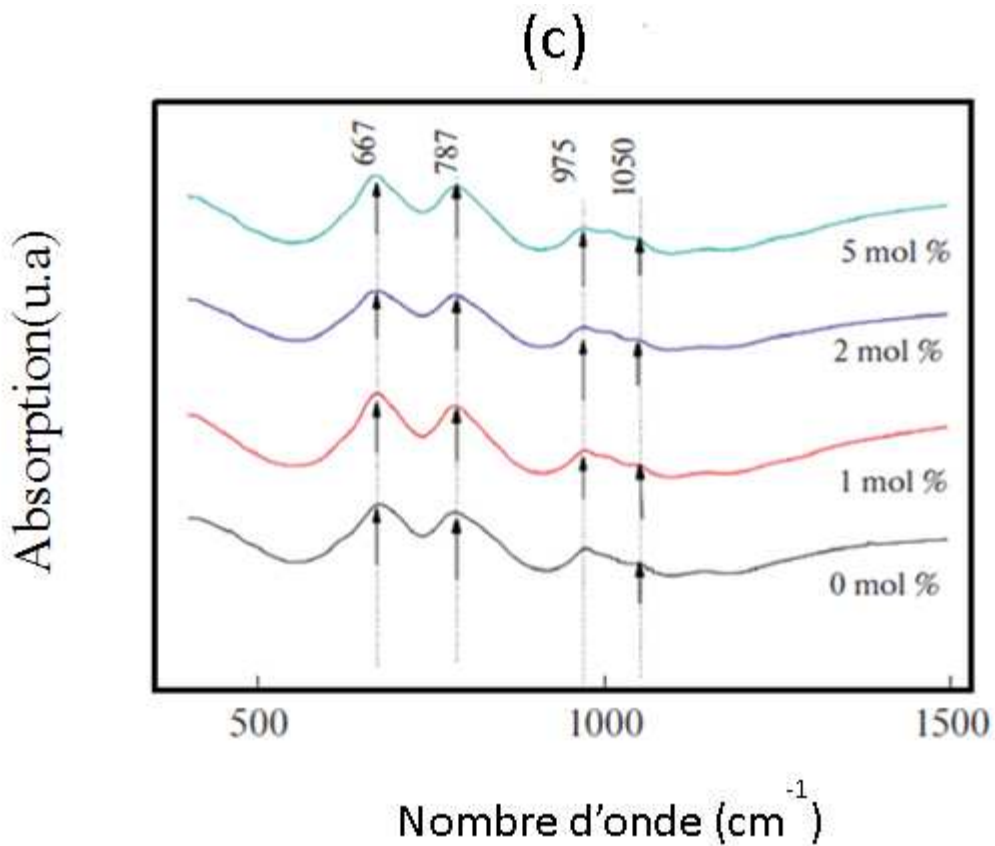 (c)
667
787
975
1050
Absorption(u.a)
5 mol %
2 mol %
1 mol %
0 mol %
500
1000
1500
Nombre d’onde (cm⁻¹)